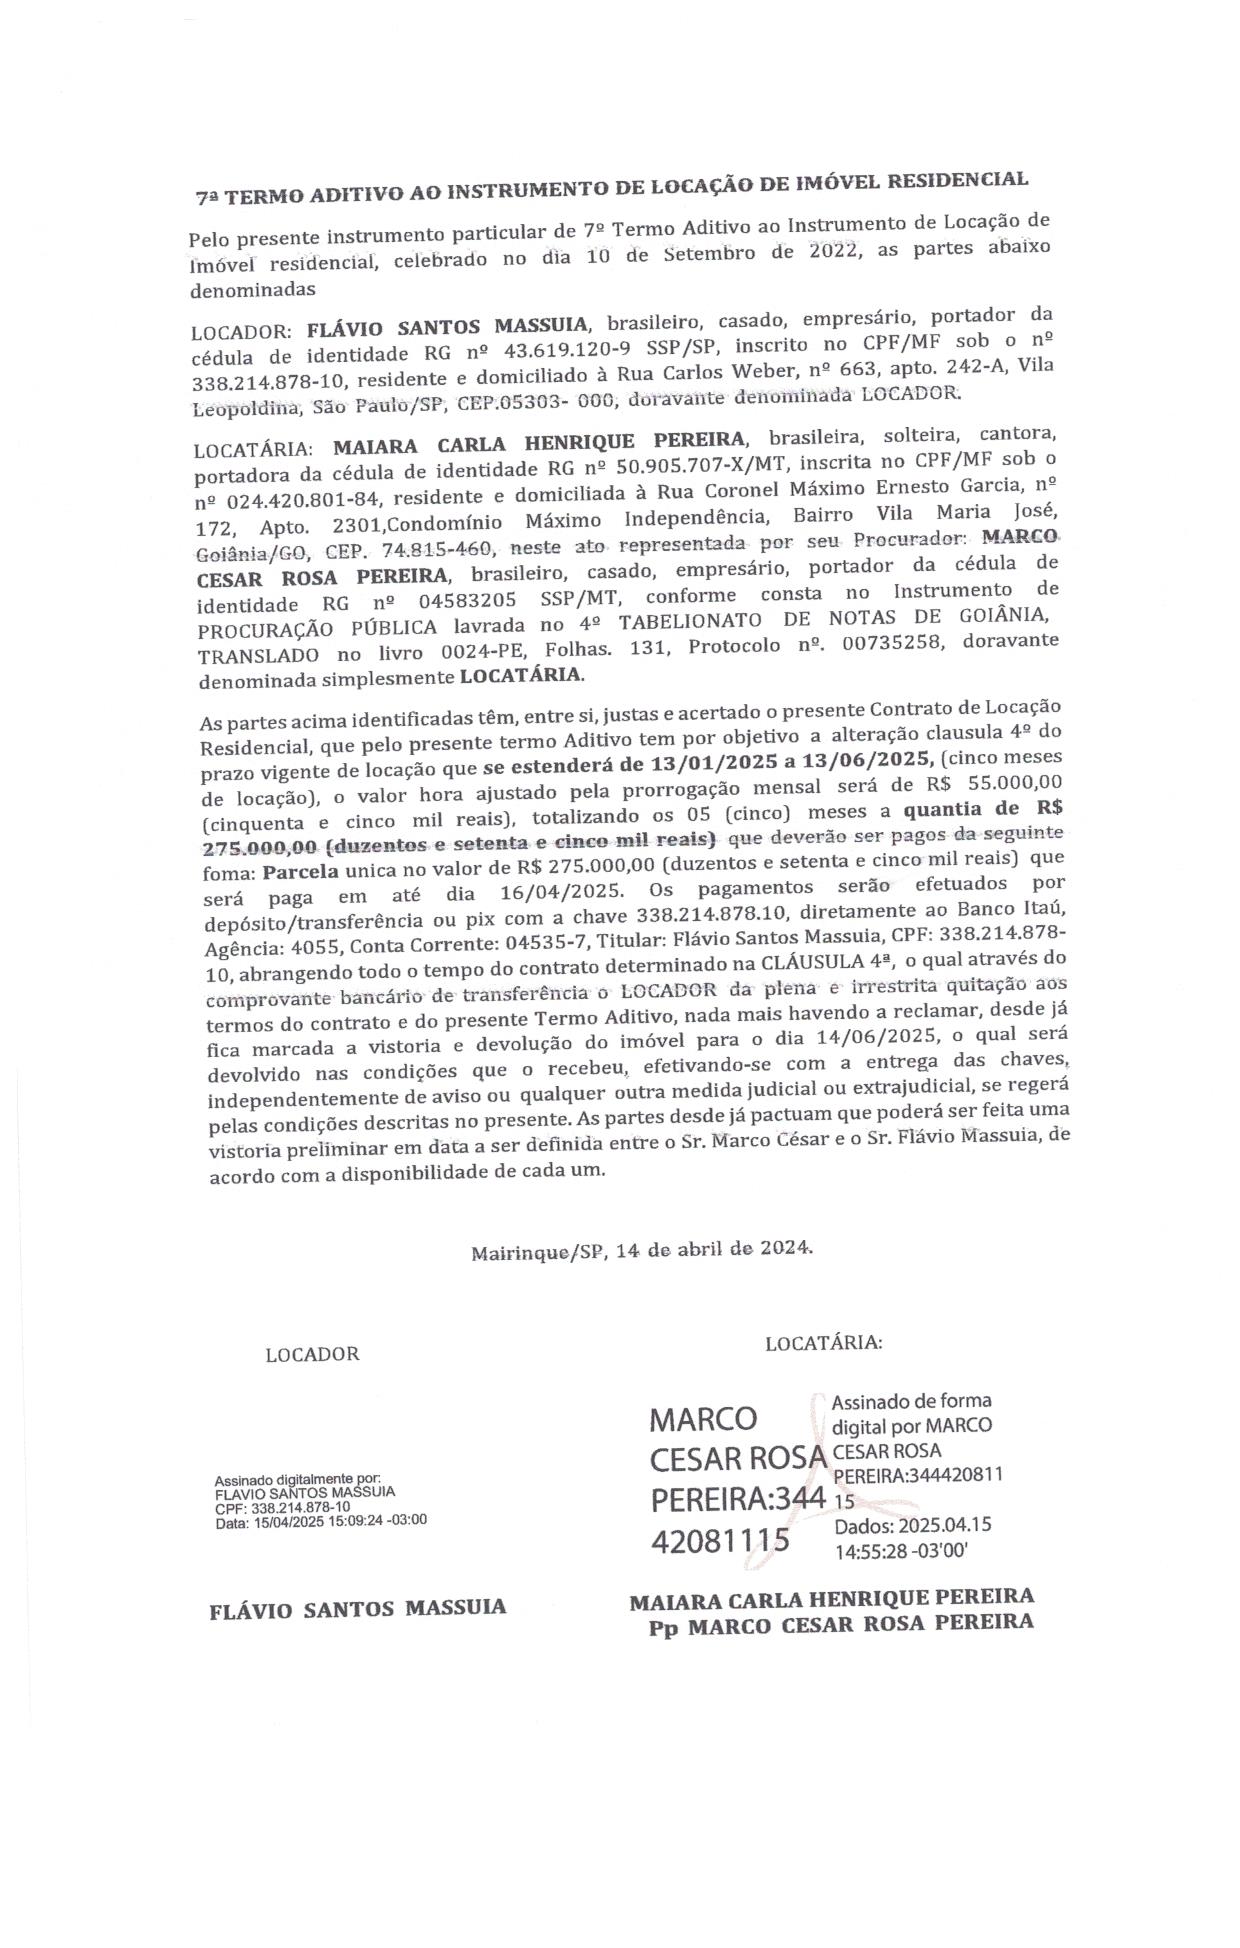 7ª TERMO ADITIVO AO INSTRUMENTO DE LOCAÇÃO DE IMÓVEL RESIDENCIAL
Pelo presente instrumento particular de 7º Termo Aditivo ao Instrumento de Locação de
Imóvel residencial, celebrado no dia 10 de Setembro de 2022, as partes abaixo
denominadas
LOCADOR: FLÁVIO SANTOS MASSUIA, brasileiro, casado, empresário, portador da
cédula de identidade RG nº 43.619.120-9 SSP/SP, inscrito no CPF/MF sob o nº
338.214.878-10, residente e domiciliado à Rua Carlos Weber, nº 663, apto. 242-A, Vila
Leopoldina, São Paulo/SP, CEP.05303- 000, doravante denominada LOCADOR.
LOCATÁRIA: MAIARA CARLA HENRIQUE PEREIRA, brasileira, solteira, cantora,
portadora da cédula de identidade RG nº 50.905.707-X/MT, inscrita no CPF/MF sob o
nº 024.420.801-84, residente e domiciliada à Rua Coronel Máximo Ernesto Garcia, nº
172, Apto. 2301,Condomínio Máximo Independência, Bairro Vila Maria José,
Goiânia/GO, CEP. 74.815-460, neste ato representada por seu Procurador: MARCO
CESAR ROSA PEREIRA, brasileiro, casado, empresário, portador da cédula de
identidade RG nº 04583205 SSP/MT, conforme consta no Instrumento de
PROCURAÇÃO PÚBLICA lavrada no 4º TABELIONATO DE NOTAS DE GOIÂNIA,
TRANSLADO no livro 0024-PE, Folhas. 131, Protocolo nº. 00735258, doravante
denominada simplesmente LOCATÁRIA.
As partes acima identificadas têm, entre si, justas e acertado o presente Contrato de Locação
Residencial, que pelo presente termo Aditivo tem por objetivo a alteração clausula 4º do
prazo vigente de locação que se estenderá de 13/01/2025 a 13/06/2025, (cinco meses
de locação), o valor hora ajustado pela prorrogação mensal será de R$ 55.000,00
(cinquenta e cinco mil reais), totalizando os 05 (cinco) meses a quantia de R$
275.000,00 (duzentos e setenta e cinco mil reais) que deverão ser pagos da seguinte
foma: Parcela unica no valor de R$ 275.000,00 (duzentos e setenta e cinco mil reais) que
será paga em até dia 16/04/2025. Os pagamentos serão efetuados por
depósito/transferência ou pix com a chave 338.214.878.10, diretamente ao Banco Itaú,
Agência: 4055, Conta Corrente: 04535-7, Titular: Flávio Santos Massuia, CPF: 338.214.878-
10, abrangendo todo o tempo do contrato determinado na CLÁUSULA 4ª, o qual através do
comprovante bancário de transferência o LOCADOR da plena e irrestrita quitação aos
termos do contrato e do presente Termo Aditivo, nada mais havendo a reclamar, desde já
fica marcada a vistoria e devolução do imóvel para o dia 14/06/2025, o qual será
devolvido nas condições que o recebeu, efetivando-se com a entrega das chaves,
independentemente de aviso ou qualquer outra medida judicial ou extrajudicial, se regerá
pelas condições descritas no presente. As partes desde já pactuam que poderá ser feita uma
vistoria preliminar em data a ser definida entre o Sr. Marco César e o Sr. Flávio Massuia, de
acordo com a disponibilidade de cada um.
Mairinque/SP, 14 de abril de 2024.
LOCADOR
Assinado digitalmente por:
FLAVIO SANTOS MASSUIA
CPF: 338.214.878-10
Data: 15/04/2025 15:09:24 -03:00
FLÁVIO SANTOS MASSUIA
LOCATÁRIA:
MARCO
CESAR ROSA
PEREIRA:344
42081115
Assinado de forma
digital por MARCO
CESAR ROSA
PEREIRA:344420811
15
Dados: 2025.04.15
14:55:28 -03'00'
MAIARA CARLA HENRIQUE PEREIRA
Pp MARCO CESAR ROSA PEREIRA